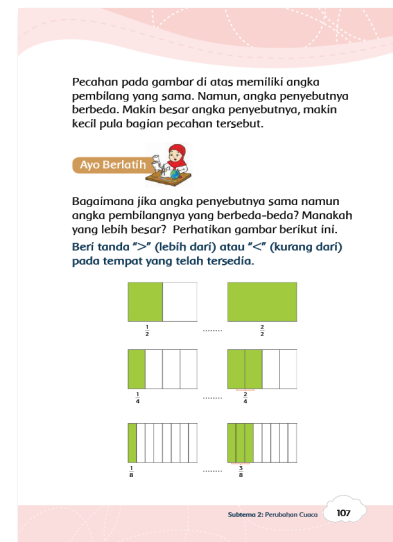 Pecahan pada gambar di atas memiliki angka
pembilang yang sama. Namun, angka penyebutnya
berbeda. Makin besar angka penyebutnya, makin
kecil pula bagian pecahan tersebut.
Ayo Berlatih
Bagaimana jika angka penyebutnya sama namun
angka pembilangnya yang berbeda-beda? Manakah
yang lebih besar? Perhatikan gambar berikut ini.
Beri tanda “>” (lebih dari) atau “<” (kurang dari)
pada tempat yang telah tersedia.
1/2 ........ 2/2
1/4 ........ 2/4
1/8 ........ 3/8
Subtema 2: Perubahan Cuaca 107